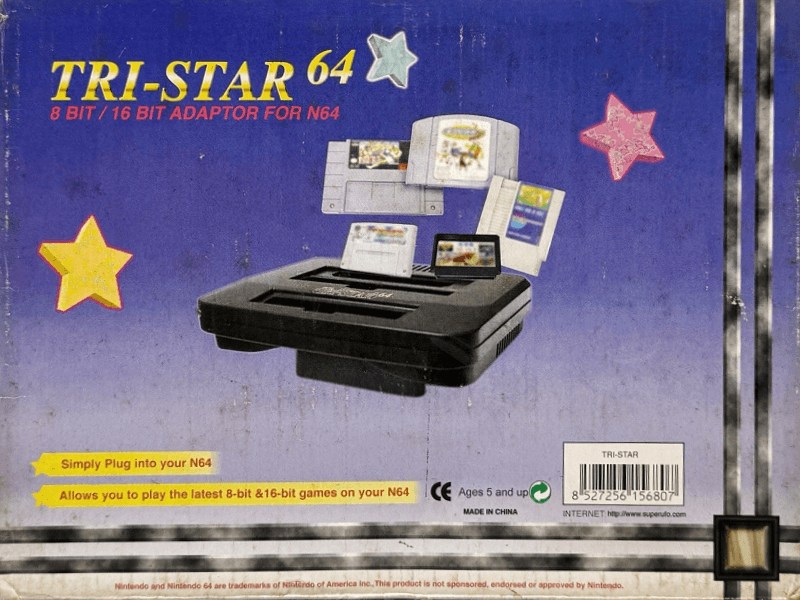 TRI-STAR 64
8 BIT / 16 BIT ADAPTOR FOR N64
Simply Plug into your N64
Allows you to play the latest 8-bit &16-bit games on your N64
CE Ages 5 and up
MADE IN CHINA
TRI-STAR
8 527256 156807
INTERNET: http://www.superufo.com
Nintendo and Nintendo 64 are trademarks of Nintendo of America Inc., This product is not sponsored, endorsed or approved by Nintendo.